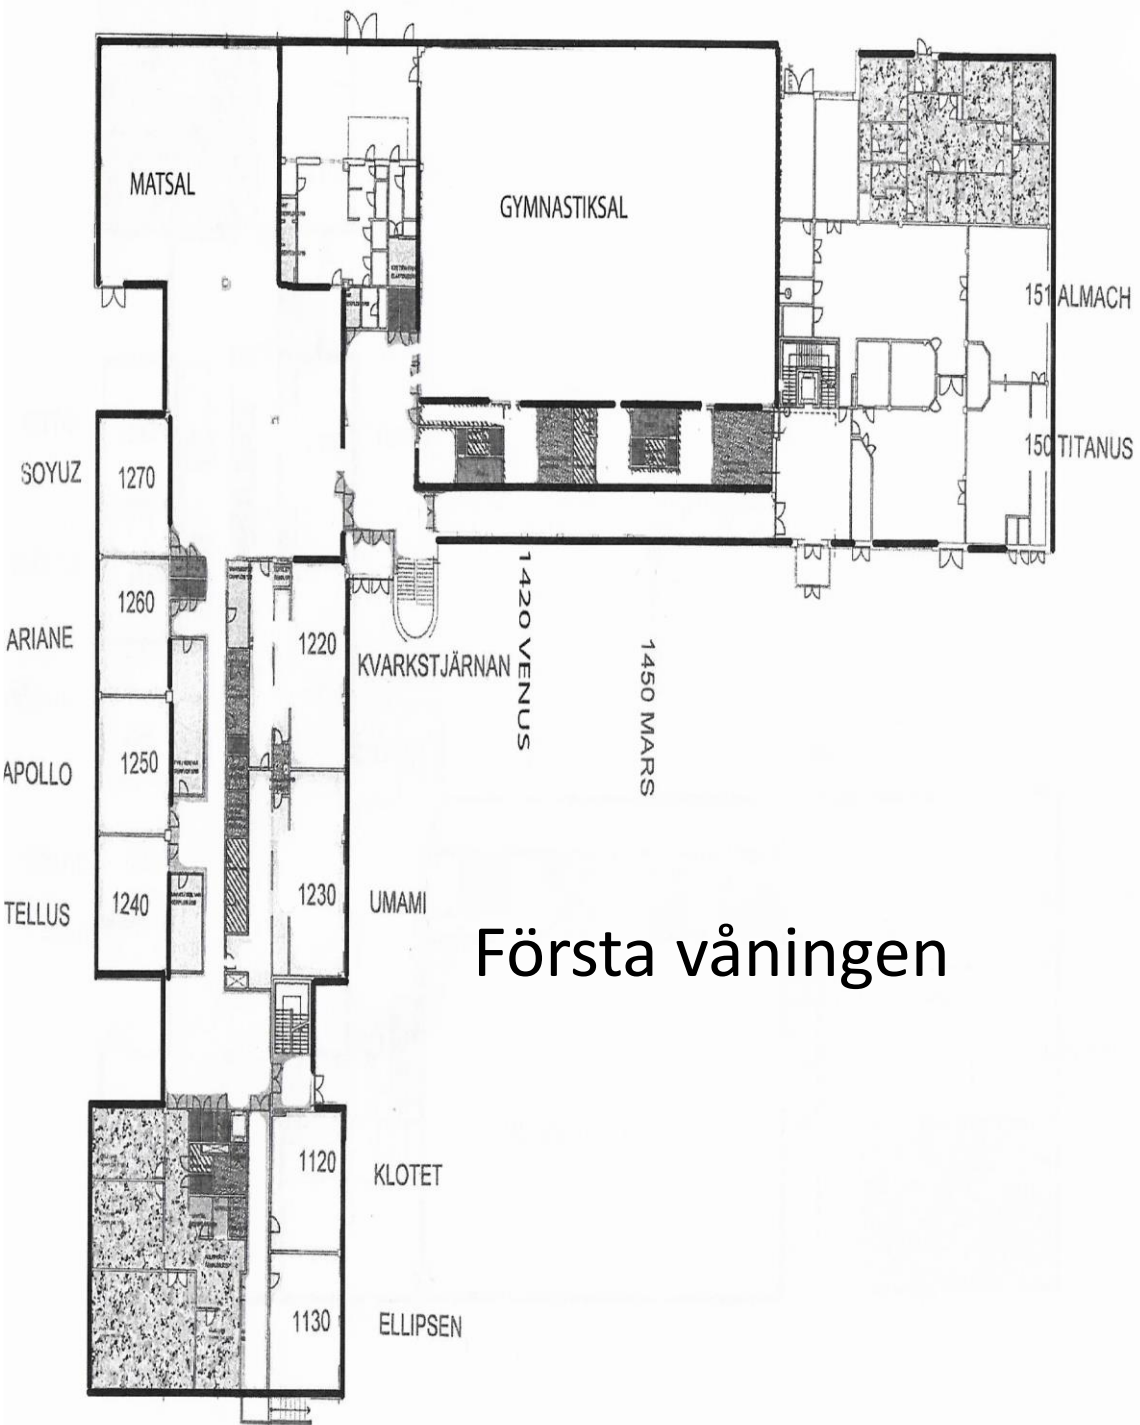 MATSAL
GYMNASTIKSAL
151 ALMACH
150 TITANUS
SOYUZ
1270
1260
ARIANE
1220
KVARKSTJÄRNAN
1420 VENUS
1450 MARS
1250
APOLLO
1240
TELLUS
1230
UMAMI
Första våningen
1120
KLOTET
1130
ELLIPSEN